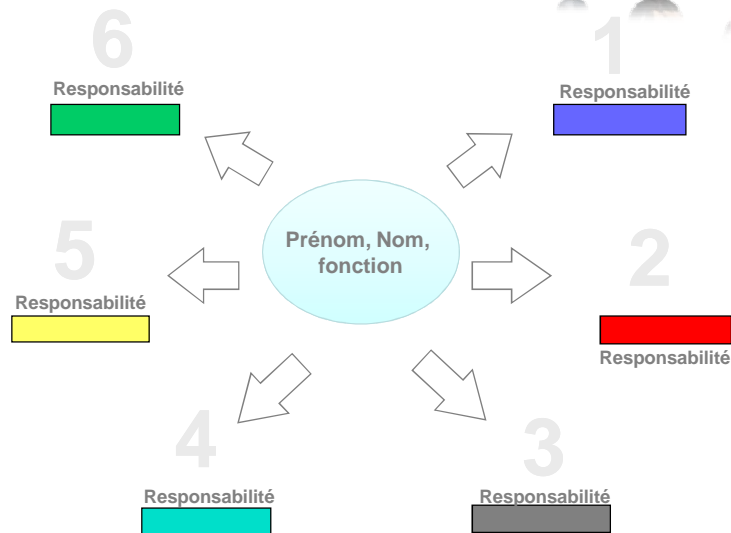 6
Responsabilité
1
Responsabilité
Prénom, Nom,
fonction
5
Responsabilité
2
Responsabilité
4
Responsabilité
3
Responsabilité